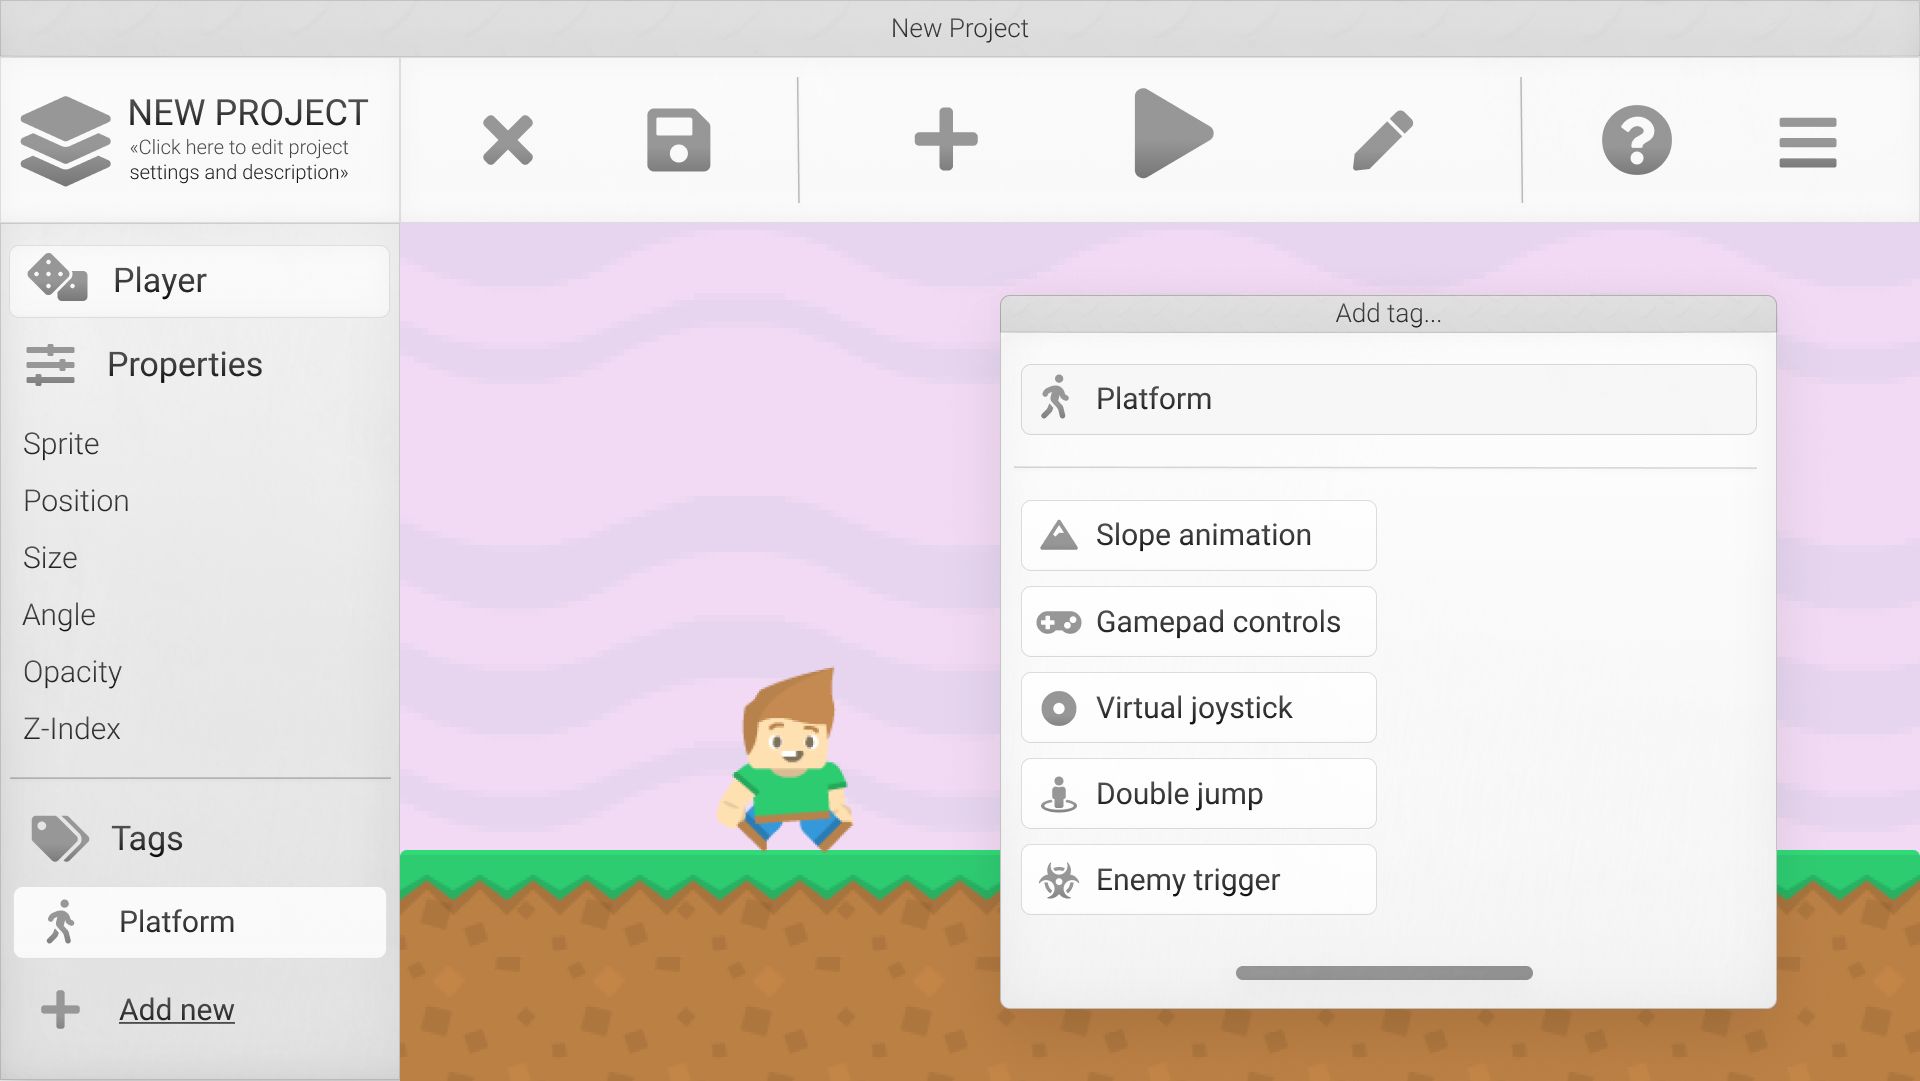 New Project
NEW PROJECT
«Click here to edit project
settings and description»
Player
Properties
Sprite
Position
Size
Angle
Opacity
Z-Index
Tags
Platform
Add new
Add tag...
Platform
Slope animation
Gamepad controls
Virtual joystick
Double jump
Enemy trigger